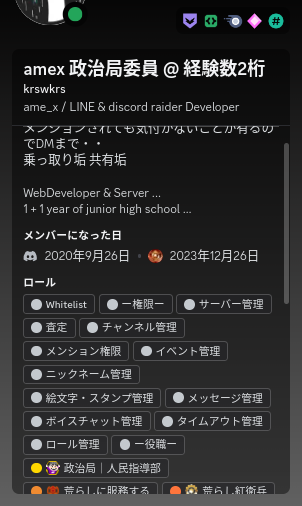 amex 政治局委員 @ 経験数2桁
krswkrs
ame_x / LINE & discord raider Developer
メンションされても気付かないことが有るの
でDMまで・・
乗っ取り垢 共有垢
WebDeveloper & Server ...
1 + 1 year of junior high school ...
メンバーになった日
2020年9月26日 2023年12月26日
ロール
Whitelist ー権限ー サーバー管理
査定 チャンネル管理
メンション権限 イベント管理
ニックネーム管理
絵文字・スタンプ管理 メッセージ管理
ボイスチャット管理 タイムアウト管理
ロール管理 ー役職ー
政治局｜人民指導部
荒らしに服務する 荒らし紅衛兵